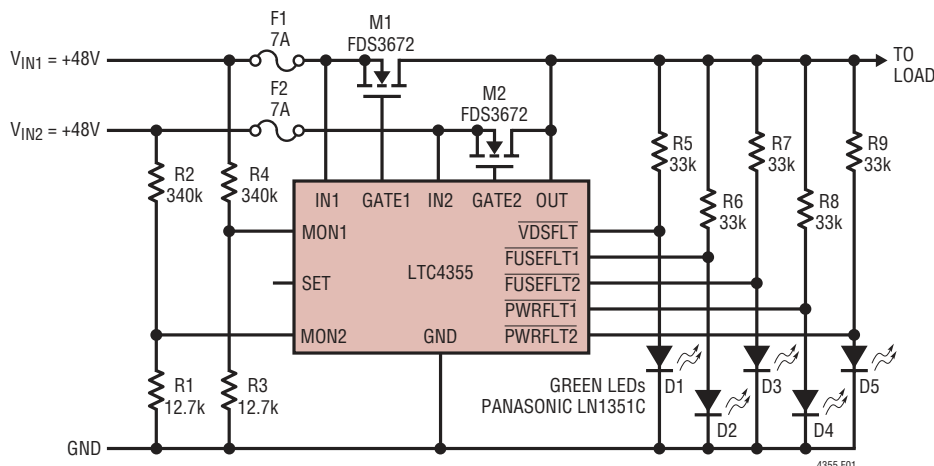 F1
7A
M1
FDS3672
VIN1 = +48V
TO
LOAD
F2
7A
M2
FDS3672
VIN2 = +48V
R2
340k
R4
340k
R5
33k
R7
33k
R9
33k
R6
33k
R8
33k
IN1 GATE1 IN2 GATE2 OUT
MON1
VDSFLT
FUSEFLT1
LTC4355
SET
FUSEFLT2
PWRFLT1
MON2
GND
PWRFLT2
R1
12.7k
R3
12.7k
GREEN LEDs
PANASONIC LN1351C
D1
D3
D5
D2
D4
GND
4355 F01